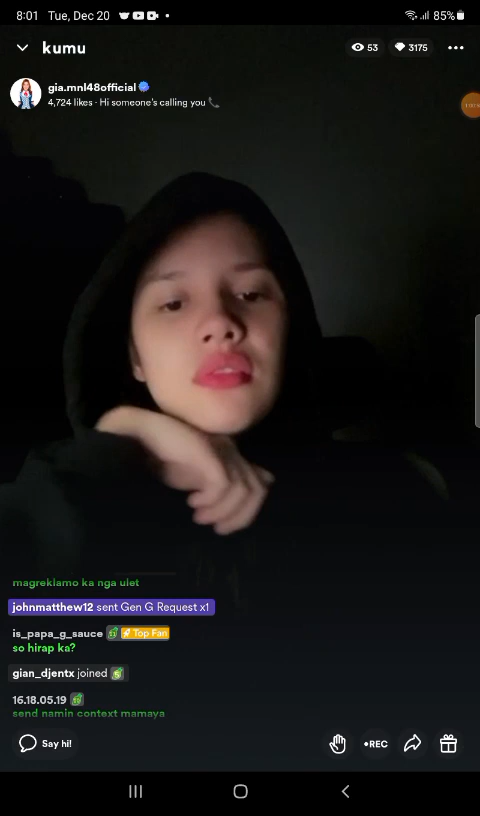 8:01 Tue, Dec 20 85%
kumu 53 3175
gia.mnl48official
4,724 likes · Hi someone's calling you
magreklamo ka nga ulet
johnmatthew12 sent Gen G Request x1
is_papa_g_sauce Top Fan
so hirap ka?
gian_djentx joined
16.18.05.19
send namin context mamaya
Say hi! •REC